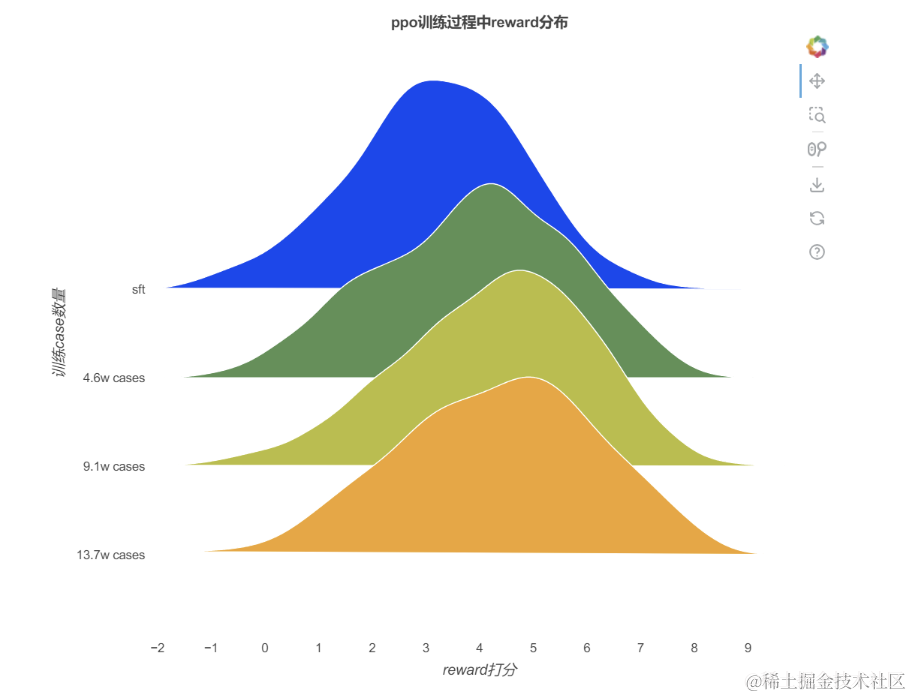 ppo训练过程中reward分布
训练case数量
sft
4.6w cases
9.1w cases
13.7w cases
−2 −1 0 1 2 3 4 5 6 7 8 9
reward打分
@稀土掘金技术社区